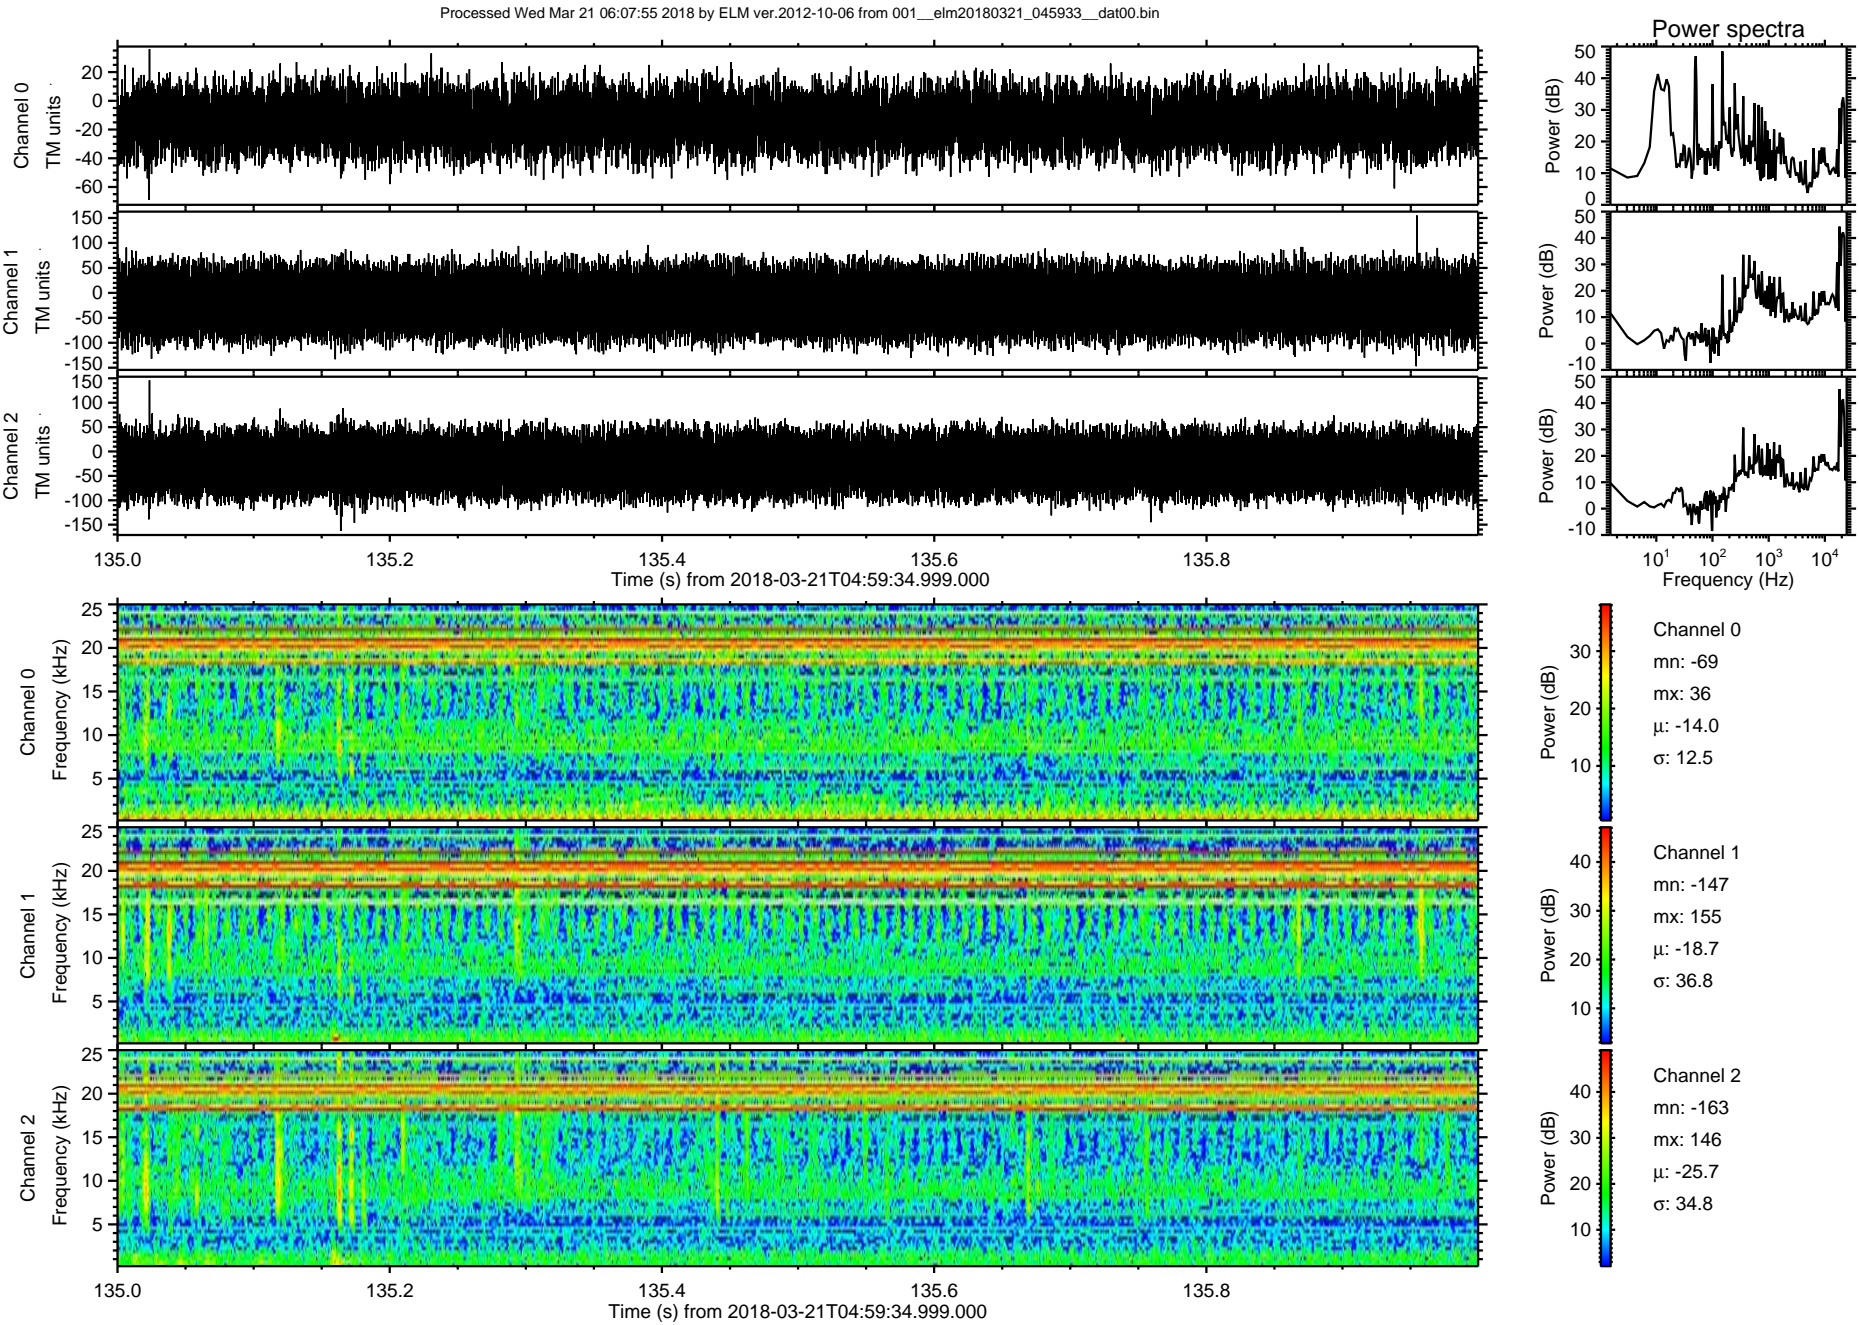 Processed Wed Mar 21 06:07:55 2018 by ELM ver.2012-10-06 from 001__elm20180321_045933__dat00.bin
Power spectra
Channel 0
TM units
20
0
-20
-40
-60
Power (dB)
50
40
30
20
10
0
Channel 1
TM units
150
100
50
0
-50
-100
-150
Power (dB)
50
40
30
20
10
0
-10
Channel 2
TM units
150
100
50
0
-50
-100
-150
Power (dB)
50
40
30
20
10
0
-10
135.0 135.2 135.4 135.6 135.8
Time (s) from 2018-03-21T04:59:34.999.000
10^1 10^2 10^3 10^4
Frequency (Hz)
Channel 0
Frequency (kHz)
25
20
15
10
5
Power (dB)
30
20
10
Channel 0
mn: -69
mx: 36
μ: -14.0
σ: 12.5
Channel 1
Frequency (kHz)
25
20
15
10
5
Power (dB)
40
30
20
10
Channel 1
mn: -147
mx: 155
μ: -18.7
σ: 36.8
Channel 2
Frequency (kHz)
25
20
15
10
5
Power (dB)
40
30
20
10
Channel 2
mn: -163
mx: 146
μ: -25.7
σ: 34.8
135.0 135.2 135.4 135.6 135.8
Time (s) from 2018-03-21T04:59:34.999.000